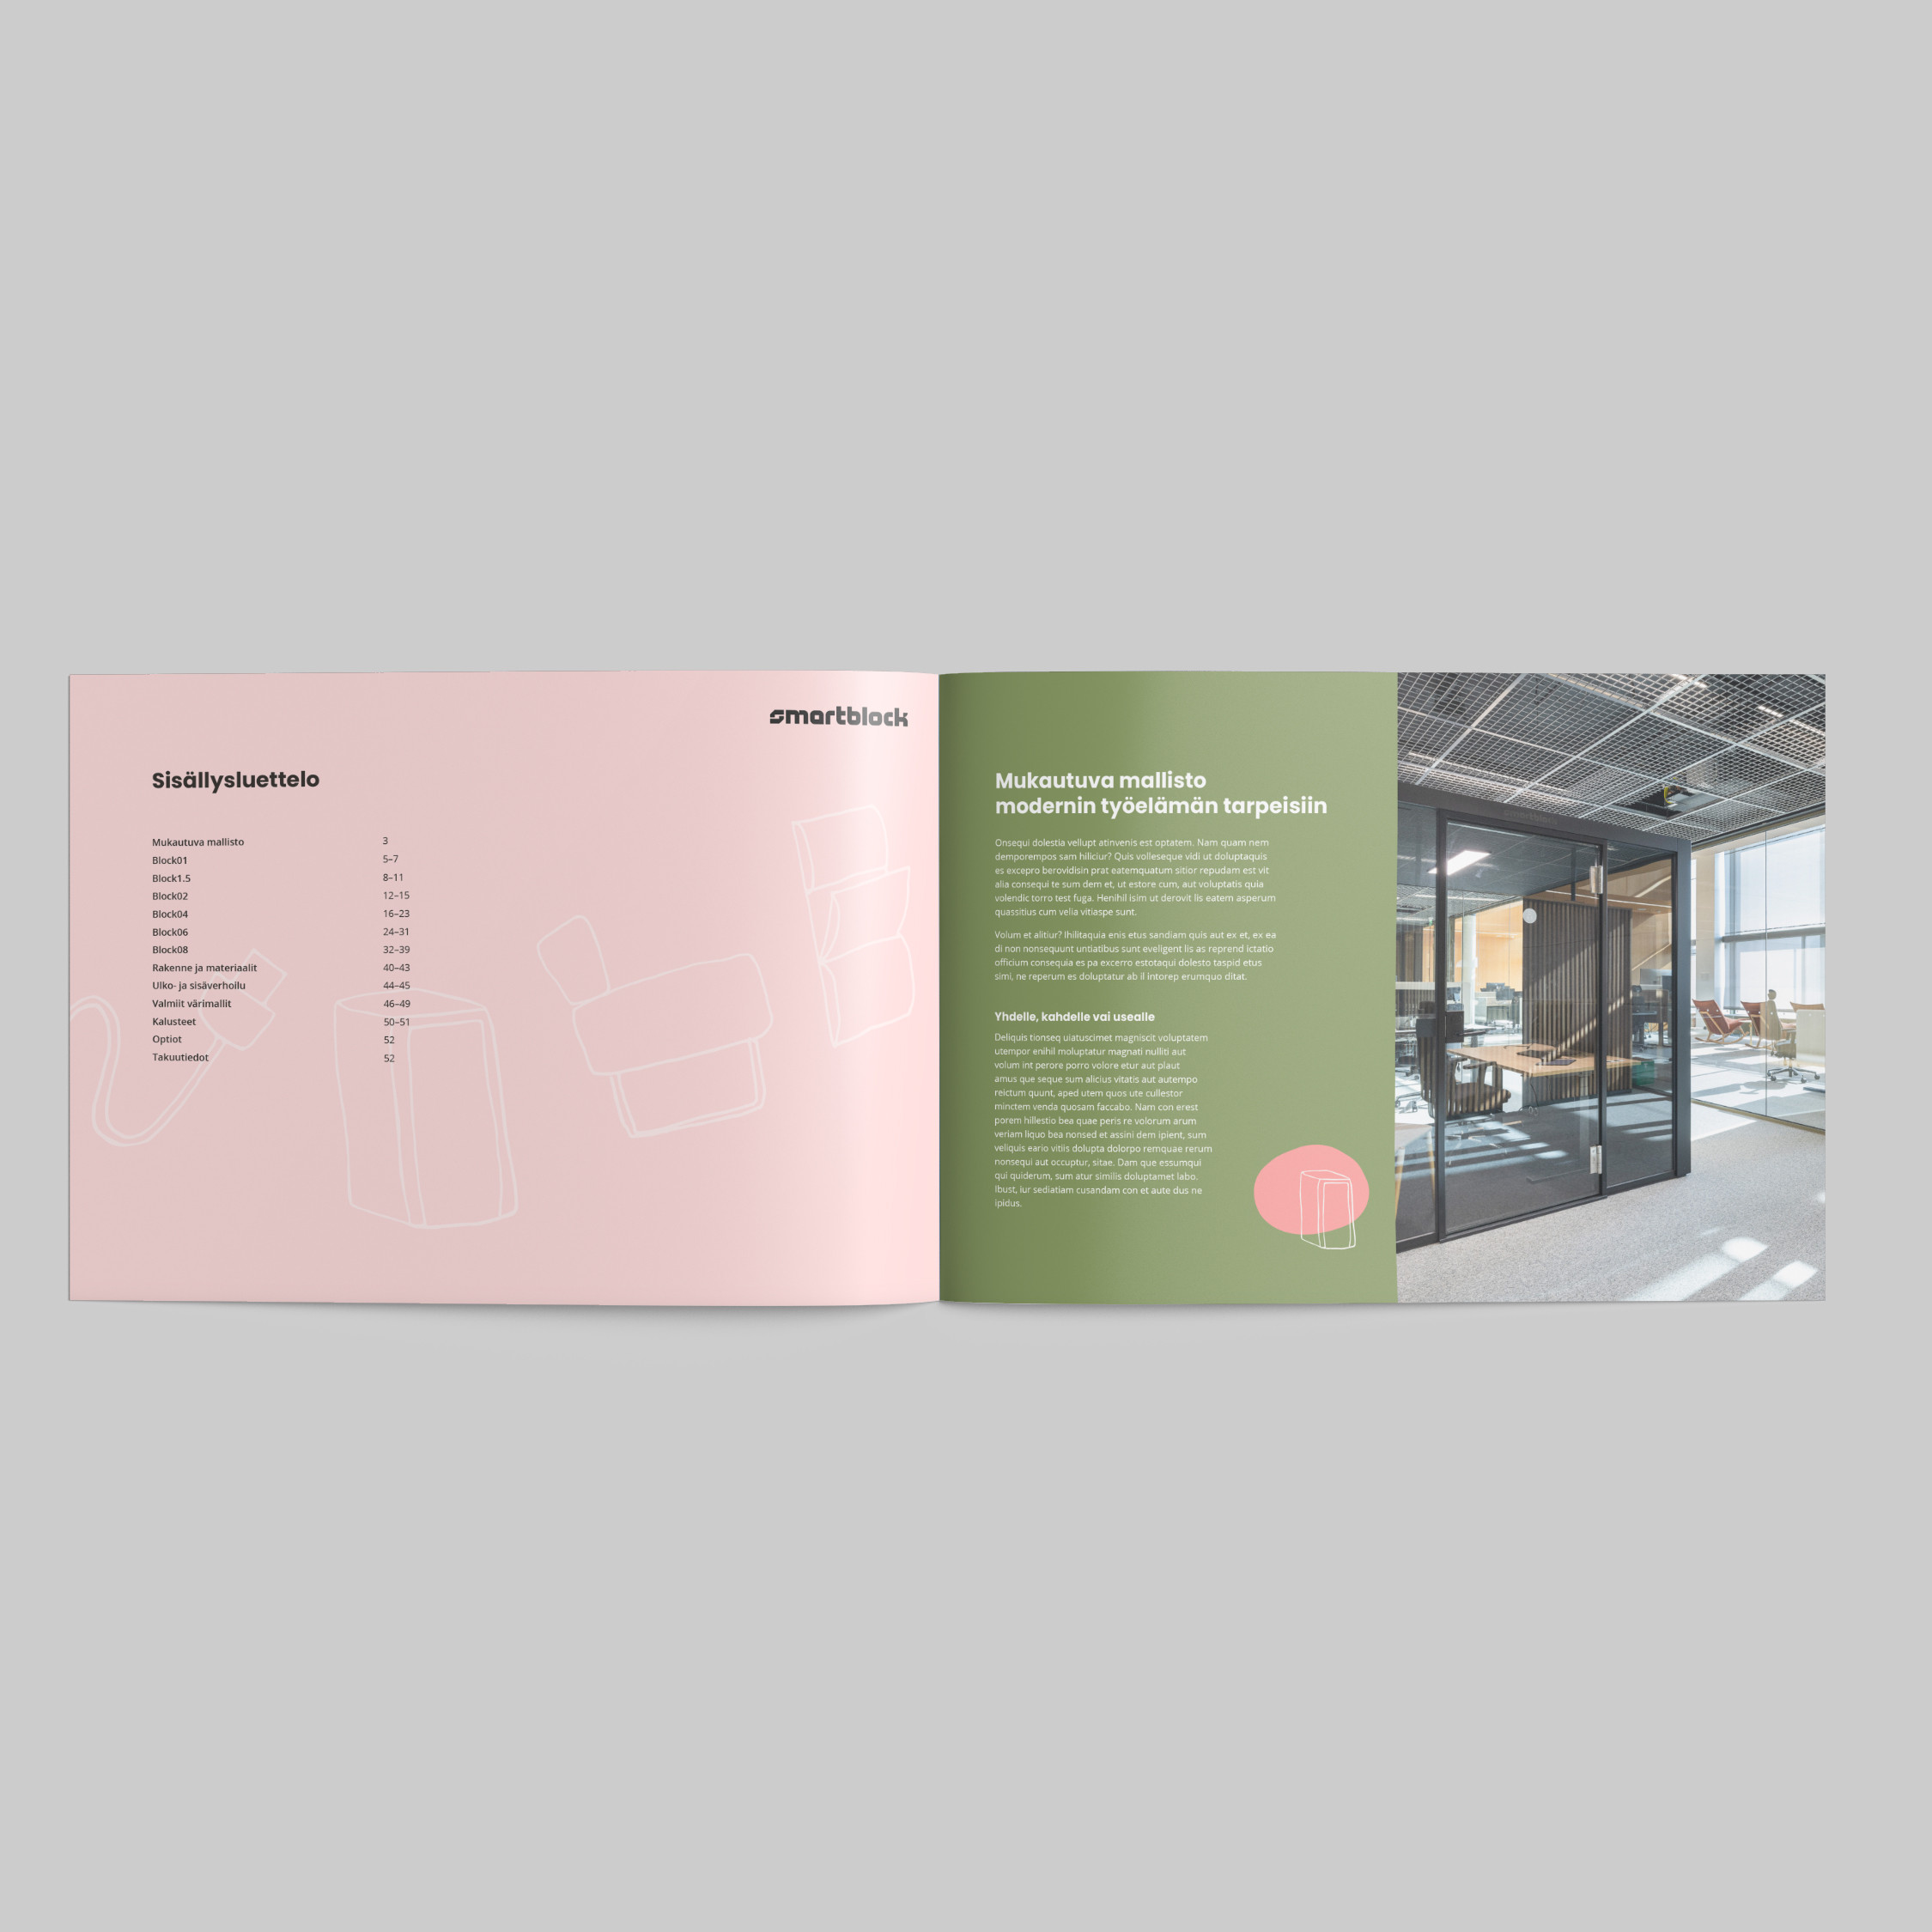 smartblock
Sisällysluettelo
Mukautuva mallisto 3
Block01 5–7
Block1.5 8–11
Block02 12–15
Block04 16–23
Block06 24–31
Block08 32–39
Rakenne ja materiaalit 40–43
Ulko- ja sisäverhoilu 44–45
Valmiit värimallit 46–49
Kalusteet 50–51
Optiot 52
Takuutiedot 52
Mukautuva mallisto
modernin työelämän tarpeisiin
Onsequi dolestia vellupt atinvenis est optatem. Nam quam nem
demporempos sam hiliciur? Quis volleseque vidi ut doluptaquis
es excepro berovidisin prat eatemquatum sitior repudam est vit
alia consequi te sum dem et, ut estore cum, aut voluptatis quia
volendic torro test fuga. Henihil isim ut derovit lis eatem asperum
quassitius cum velia vitiaspe sunt.
Volum et alitiur? Ihilitaquia enis etus sandiam quis aut ex et, ex ea
di non nonsequunt untiatibus sunt eveligent lis as reprend ictatio
officium consequia es pa excerro estotaqui dolesto taspid etus
simi, ne reperum es doluptatur ab il intorep erumquo ditat.
Yhdelle, kahdelle vai usealle
Deliquis tionseq uiatuscimet magniscit voluptatem
utempor enihil moluptatur magnati nulliti aut
volum int perore porro volore etur aut plaut
amus que seque sum alicius vitatis aut autempo
reictum quunt, aped utem quos ute cullestor
minctem venda quosam faccabo. Nam con erest
porem hillestio bea quae peris re volorum arum
veriam liquo bea nonsed et assini dem ipient, sum
veliquis eario vitiis dolupta dolorpo remquae rerum
nonsequi aut occuptur, sitae. Dam que essumqui
qui quiderum, sum atur similis doluptamet labo.
Ibust, iur sediatiam cusandam con et aute dus ne
ipidus.